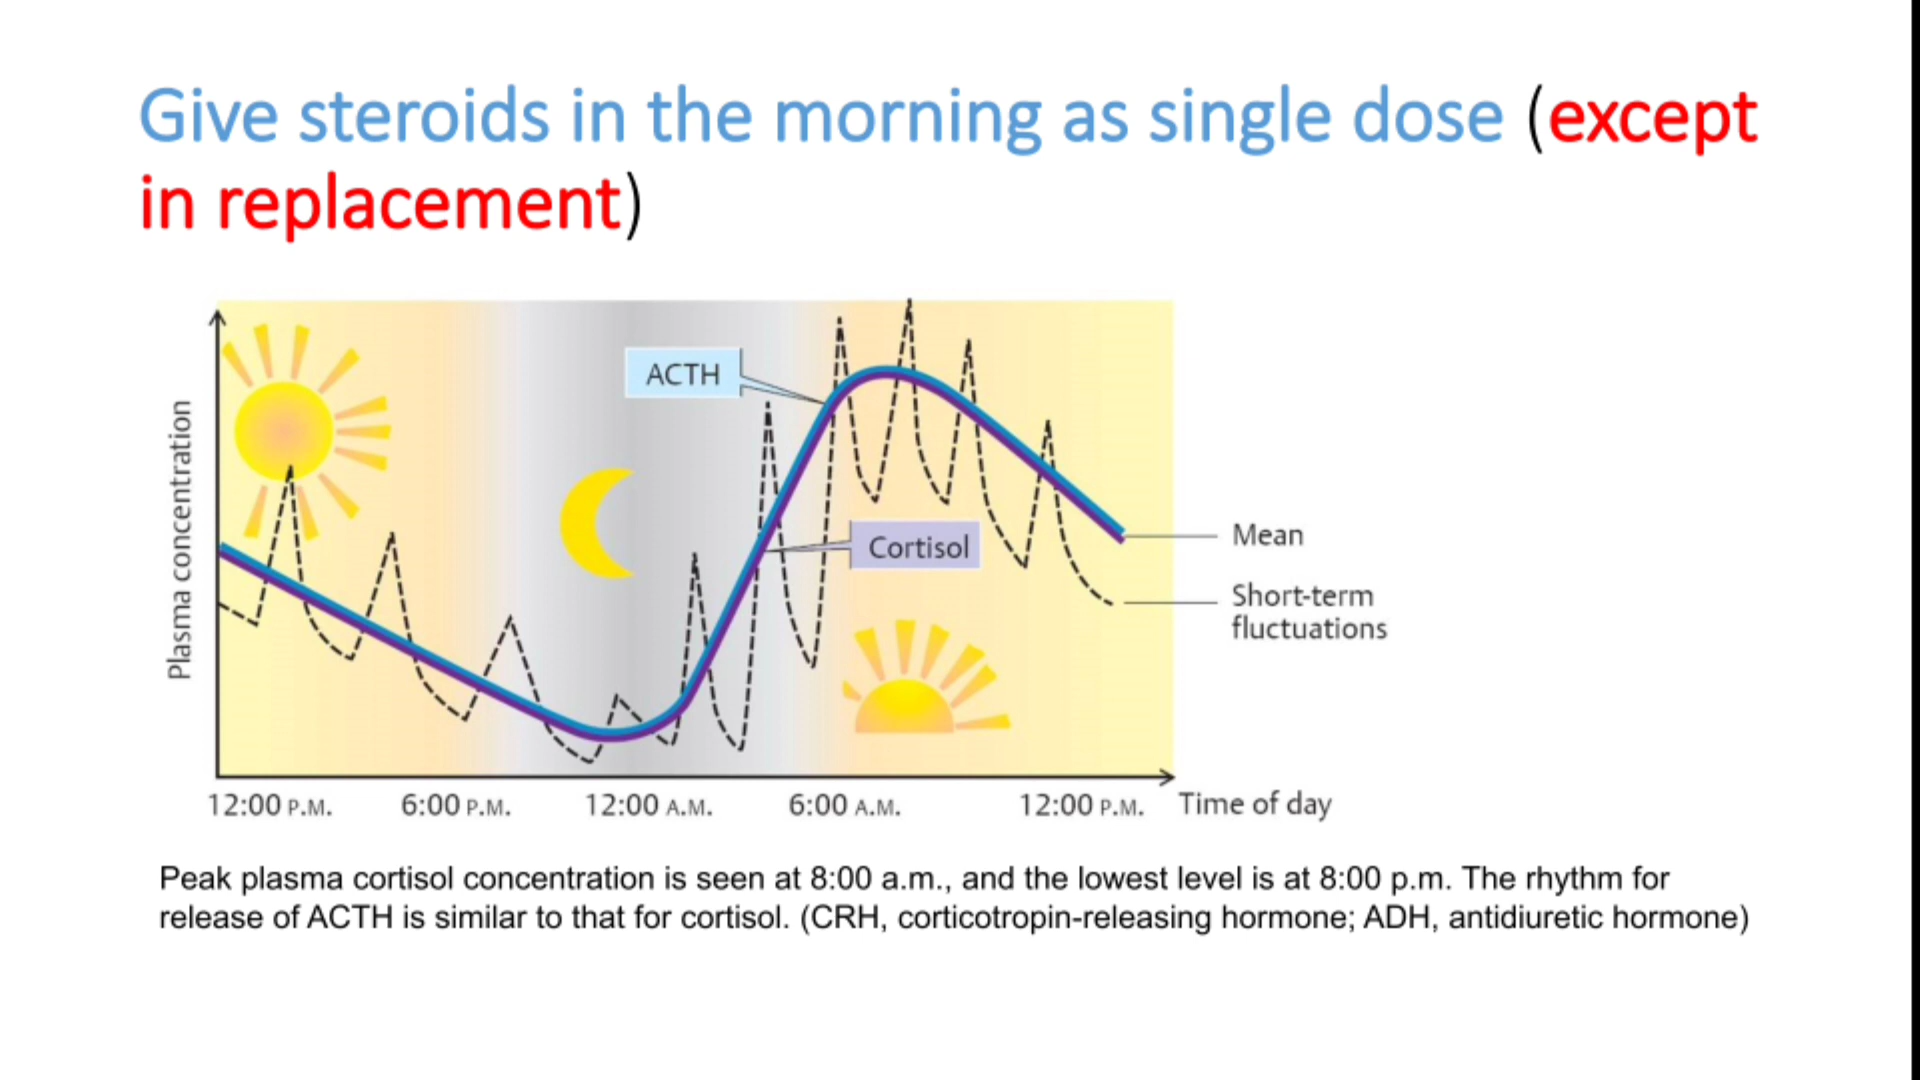 Give steroids in the morning as single dose (except
in replacement)
ACTH
Cortisol
Plasma concentration
Mean
Short-term
fluctuations
12:00 P.M. 6:00 P.M. 12:00 A.M. 6:00 A.M. 12:00 P.M. Time of day
Peak plasma cortisol concentration is seen at 8:00 a.m., and the lowest level is at 8:00 p.m. The rhythm for
release of ACTH is similar to that for cortisol. (CRH, corticotropin-releasing hormone; ADH, antidiuretic hormone)